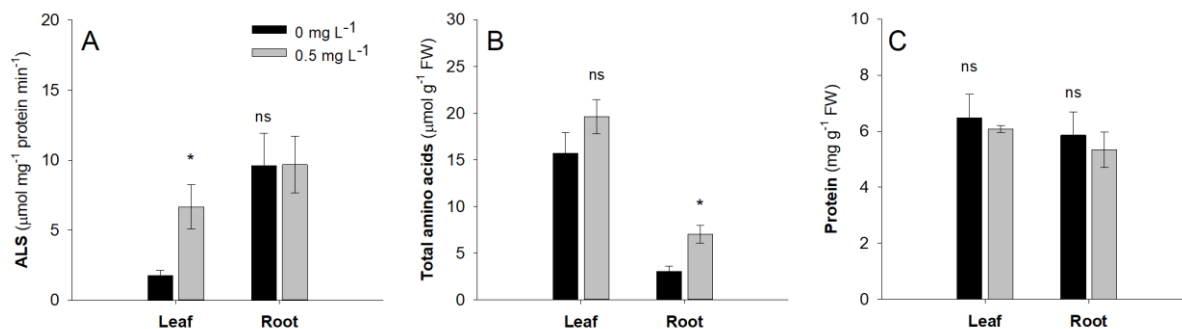 A
ALS (μmol mg⁻¹ protein min⁻¹)
20
15
10
5
0
0 mg L⁻¹
0.5 mg L⁻¹
*
ns
Leaf Root
B
Total amino acids (μmol g⁻¹ FW)
30
25
20
15
10
5
0
ns
*
Leaf Root
C
Protein (mg g⁻¹ FW)
10
8
6
4
2
0
ns
ns
Leaf Root